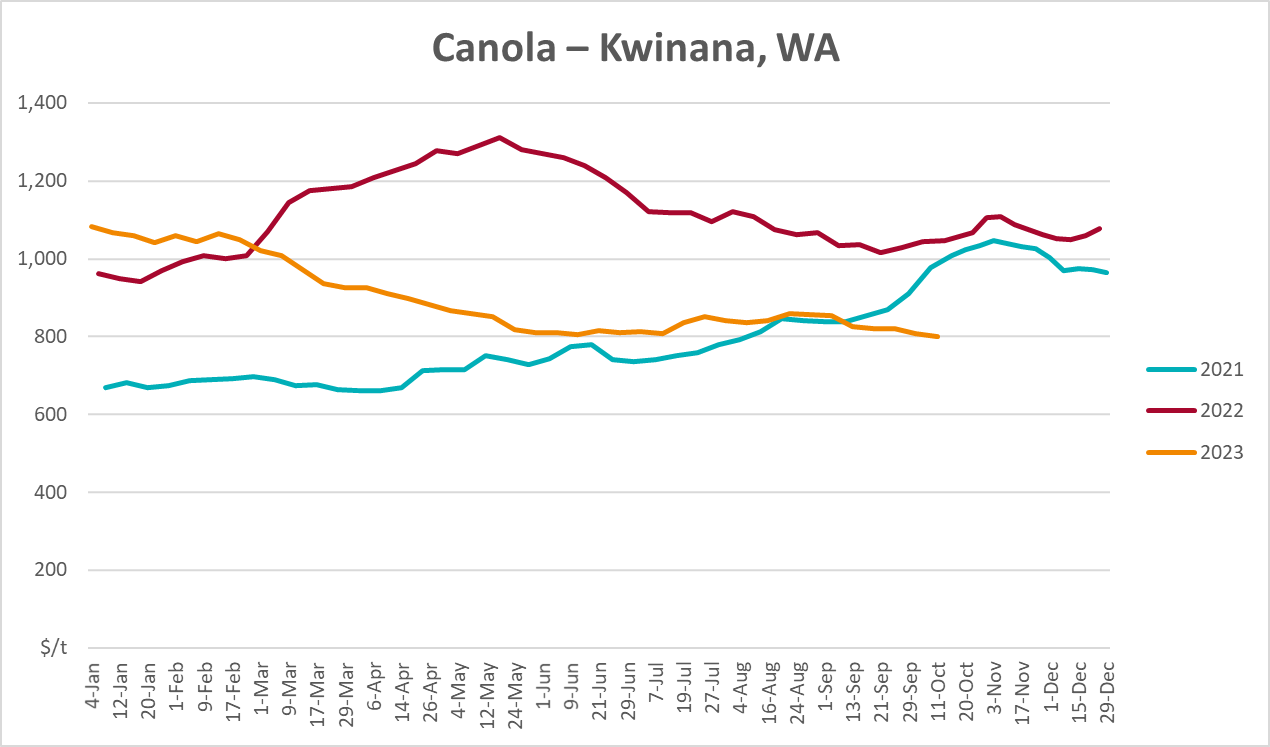 Canola – Kwinana, WA
1,400
1,200
1,000
800
600
400
200
$/t
2021
2022
2023
4-Jan
12-Jan
20-Jan
1-Feb
9-Feb
17-Feb
1-Mar
9-Mar
17-Mar
29-Mar
6-Apr
14-Apr
26-Apr
4-May
12-May
24-May
1-Jun
9-Jun
21-Jun
29-Jun
7-Jul
19-Jul
27-Jul
4-Aug
16-Aug
24-Aug
1-Sep
13-Sep
21-Sep
29-Sep
11-Oct
20-Oct
3-Nov
17-Nov
1-Dec
15-Dec
29-Dec